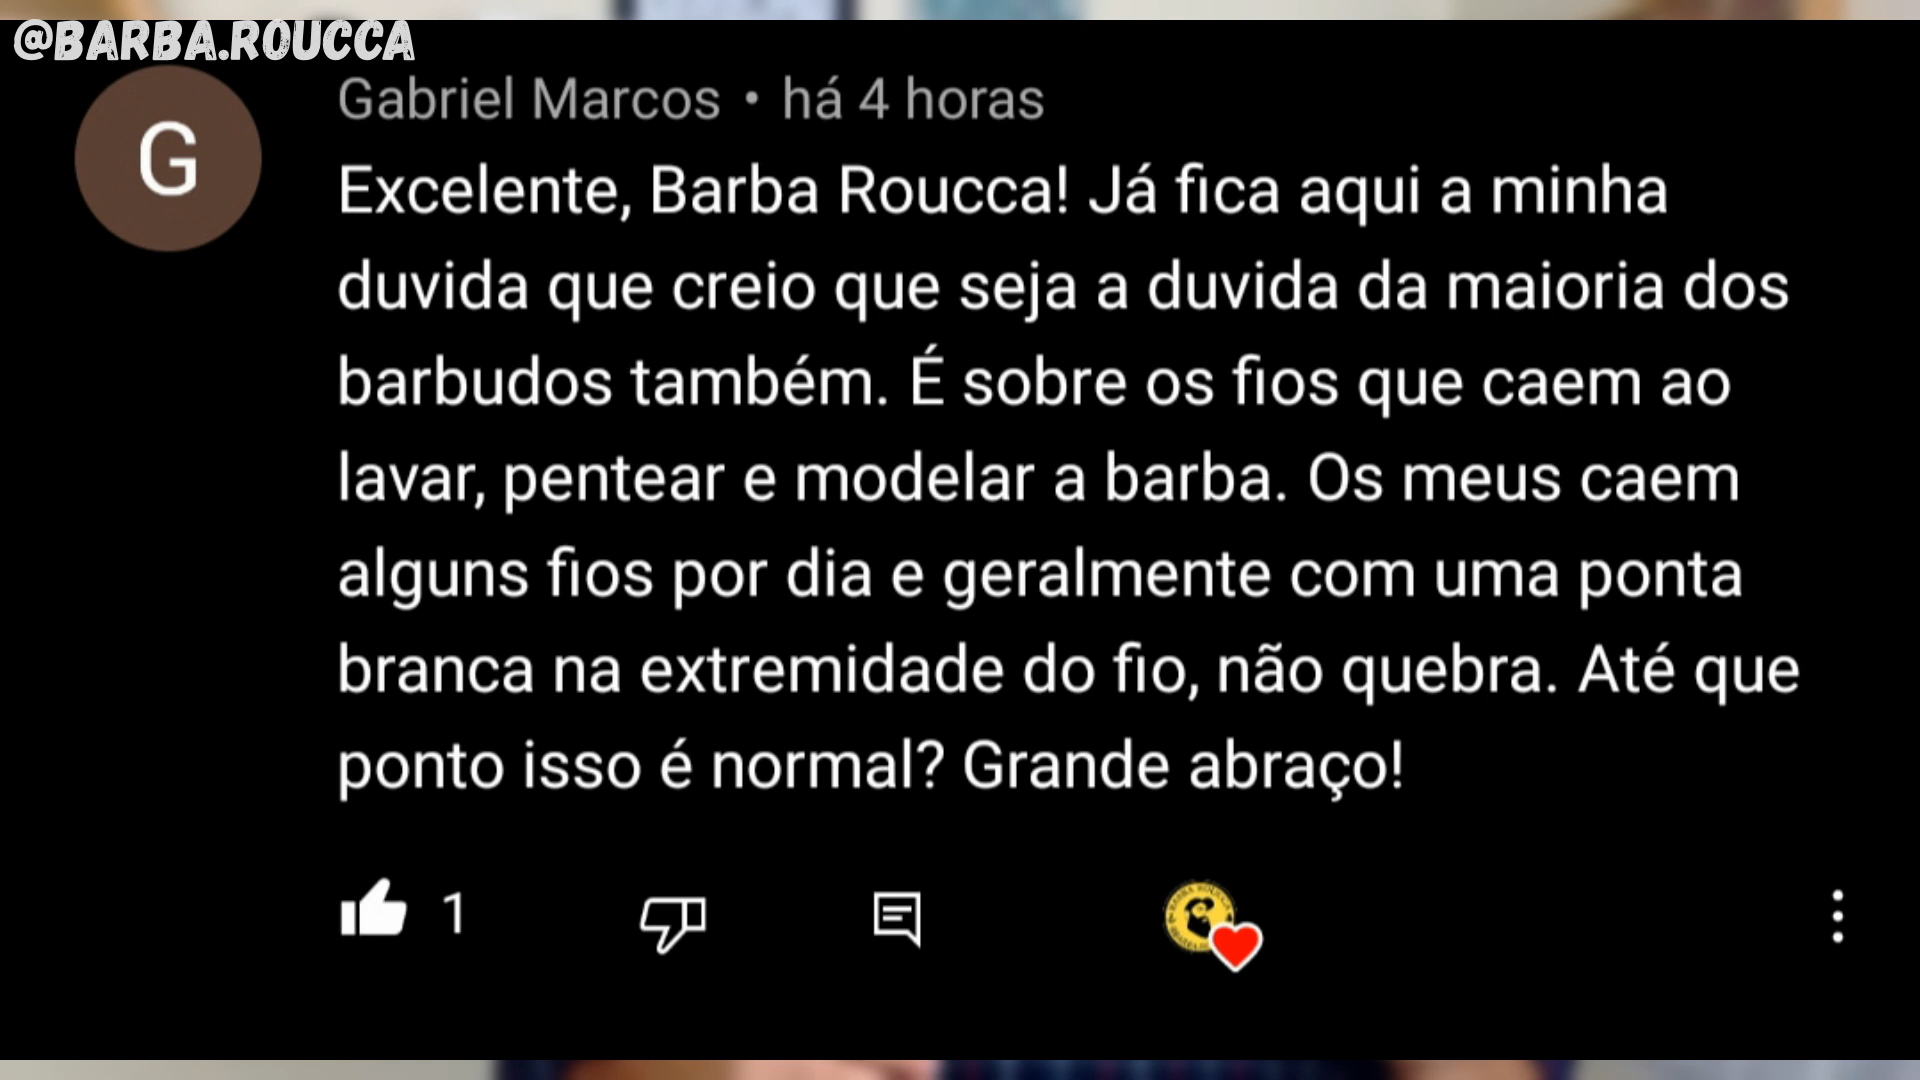 @BARBA.ROUCCA
Gabriel Marcos • há 4 horas
G
Excelente, Barba Roucca! Já fica aqui a minha
duvida que creio que seja a duvida da maioria dos
barbudos também. É sobre os fios que caem ao
lavar, pentear e modelar a barba. Os meus caem
alguns fios por dia e geralmente com uma ponta
branca na extremidade do fio, não quebra. Até que
ponto isso é normal? Grande abraço!
1
BARBA ROUCCA